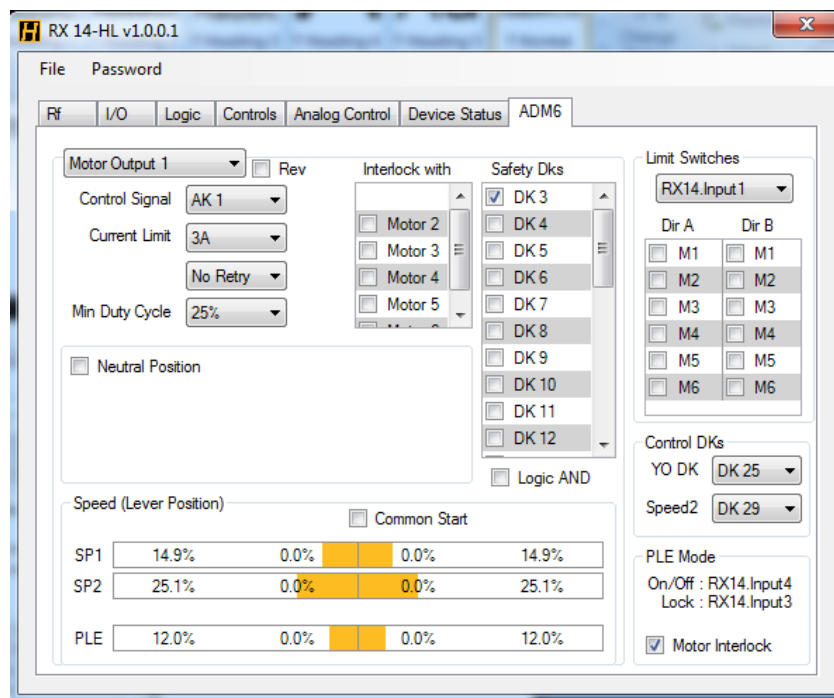 RX 14-HL v1.0.0.1
File Password
Rf I/O Logic Controls Analog Control Device Status ADM6
Motor Output 1
Rev
Control Signal AK 1
Current Limit 3A
No Retry
Min Duty Cycle 25%
Interlock with
Motor 2
Motor 3
Motor 4
Motor 5
Safety Dks
DK 3
DK 4
DK 5
DK 6
DK 7
DK 8
DK 9
DK 10
DK 11
DK 12
Logic AND
Neutral Position
Speed (Lever Position)
Common Start
SP1 14.9% 0.0% 0.0% 14.9%
SP2 25.1% 0.0% 0.0% 25.1%
PLE 12.0% 0.0% 0.0% 12.0%
Limit Switches
RX14.Input1
Dir A Dir B
M1 M1
M2 M2
M3 M3
M4 M4
M5 M5
M6 M6
Control DKs
YO DK DK 25
Speed2 DK 29
PLE Mode
On/Off : RX14.Input4
Lock : RX14.Input3
Motor Interlock